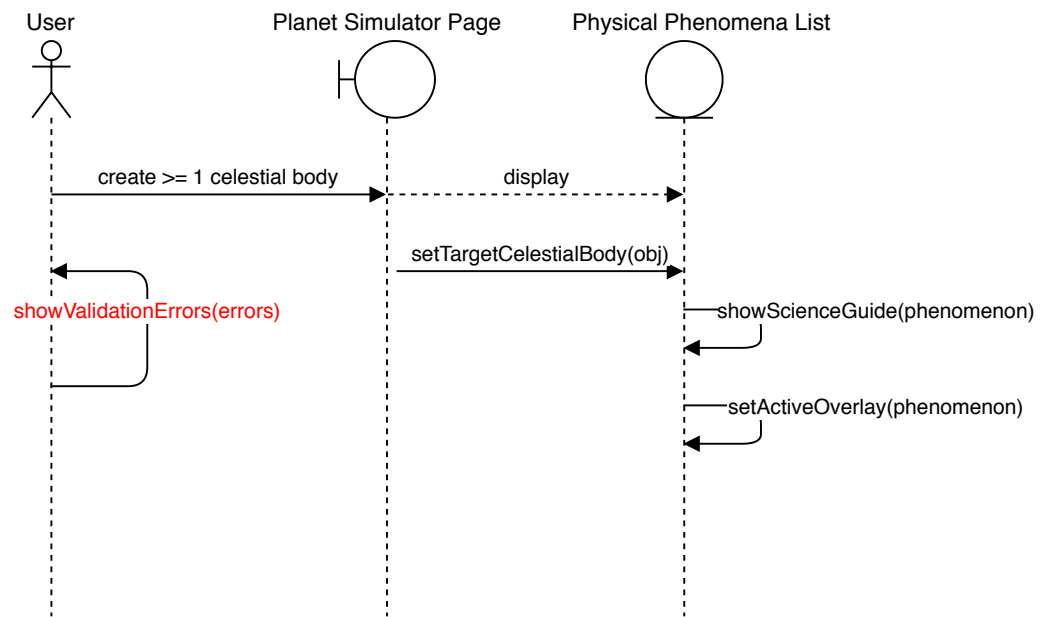 User
Planet Simulator Page
Physical Phenomena List
create >= 1 celestial body
display
setTargetCelestialBody(obj)
showValidationErrors(errors)
showScienceGuide(phenomenon)
setActiveOverlay(phenomenon)